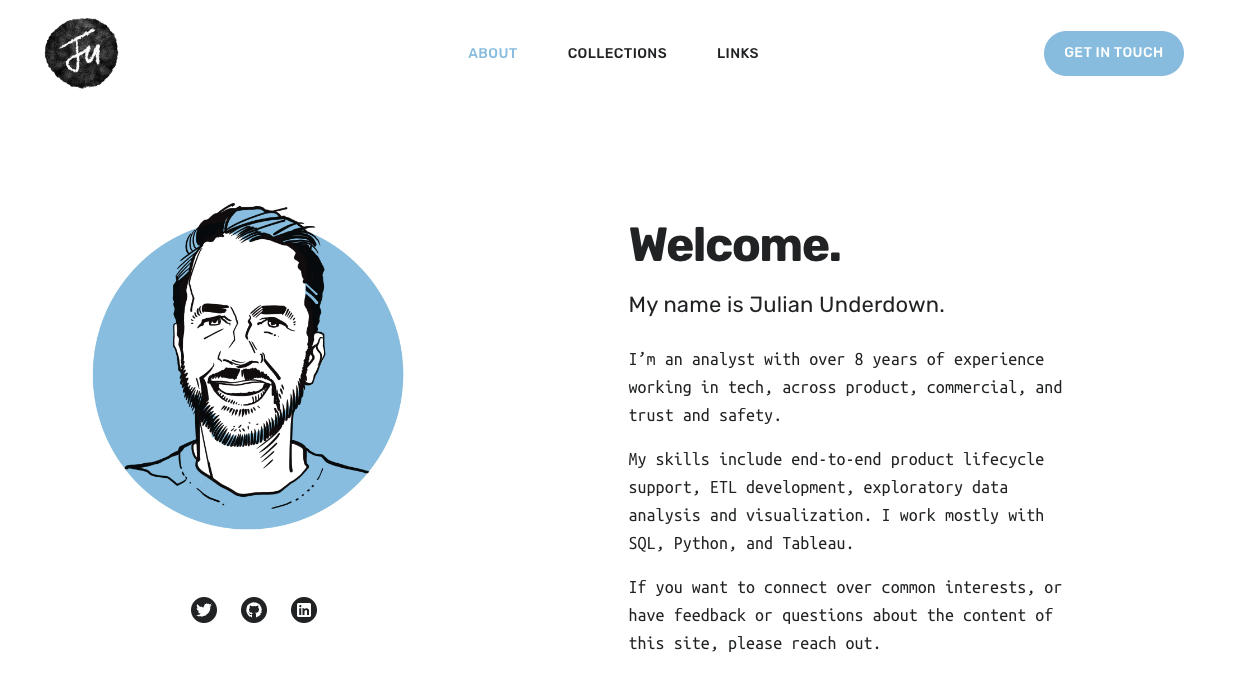 Ju
ABOUT
COLLECTIONS
LINKS
GET IN TOUCH
Welcome.
My name is Julian Underdown.
I’m an analyst with over 8 years of experience
working in tech, across product, commercial, and
trust and safety.
My skills include end-to-end product lifecycle
support, ETL development, exploratory data
analysis and visualization. I work mostly with
SQL, Python, and Tableau.
If you want to connect over common interests, or
have feedback or questions about the content of
this site, please reach out.
in